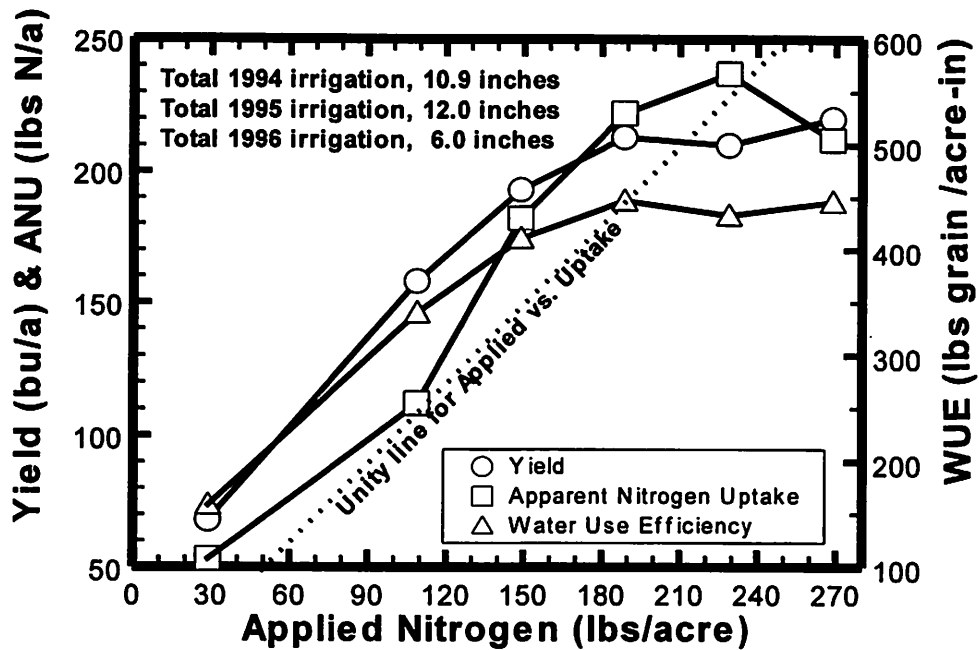 Yield (bu/a) & ANU (lbs N/a)
250
200
150
100
50
Total 1994 irrigation, 10.9 inches
Total 1995 irrigation, 12.0 inches
Total 1996 irrigation, 6.0 inches
Unity line for Applied vs. Uptake
Yield
Apparent Nitrogen Uptake
Water Use Efficiency
600
500
400
300
200
100
WUE (lbs grain /acre-in)
0 30 60 90 120 150 180 210 240 270
Applied Nitrogen (lbs/acre)